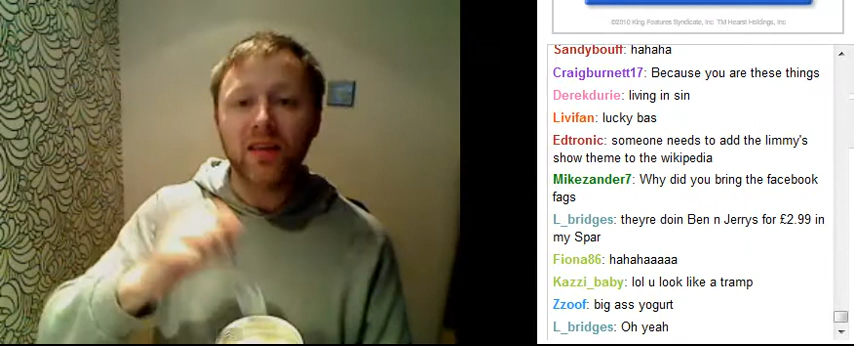 ©2010 King Features Syndicate, Inc TM Hearst Holdings, Inc.
Sandybouff: hahaha
Craigburnett17: Because you are these things
Derekdurie: living in sin
Livifan: lucky bas
Edtronic: someone needs to add the limmy's
show theme to the wikipedia
Mikezander7: Why did you bring the facebook
fags
L_bridges: theyre doin Ben n Jerrys for £2.99 in
my Spar
Fiona86: hahahaaaaa
Kazzi_baby: lol u look like a tramp
Zzoof: big ass yogurt
L_bridges: Oh yeah